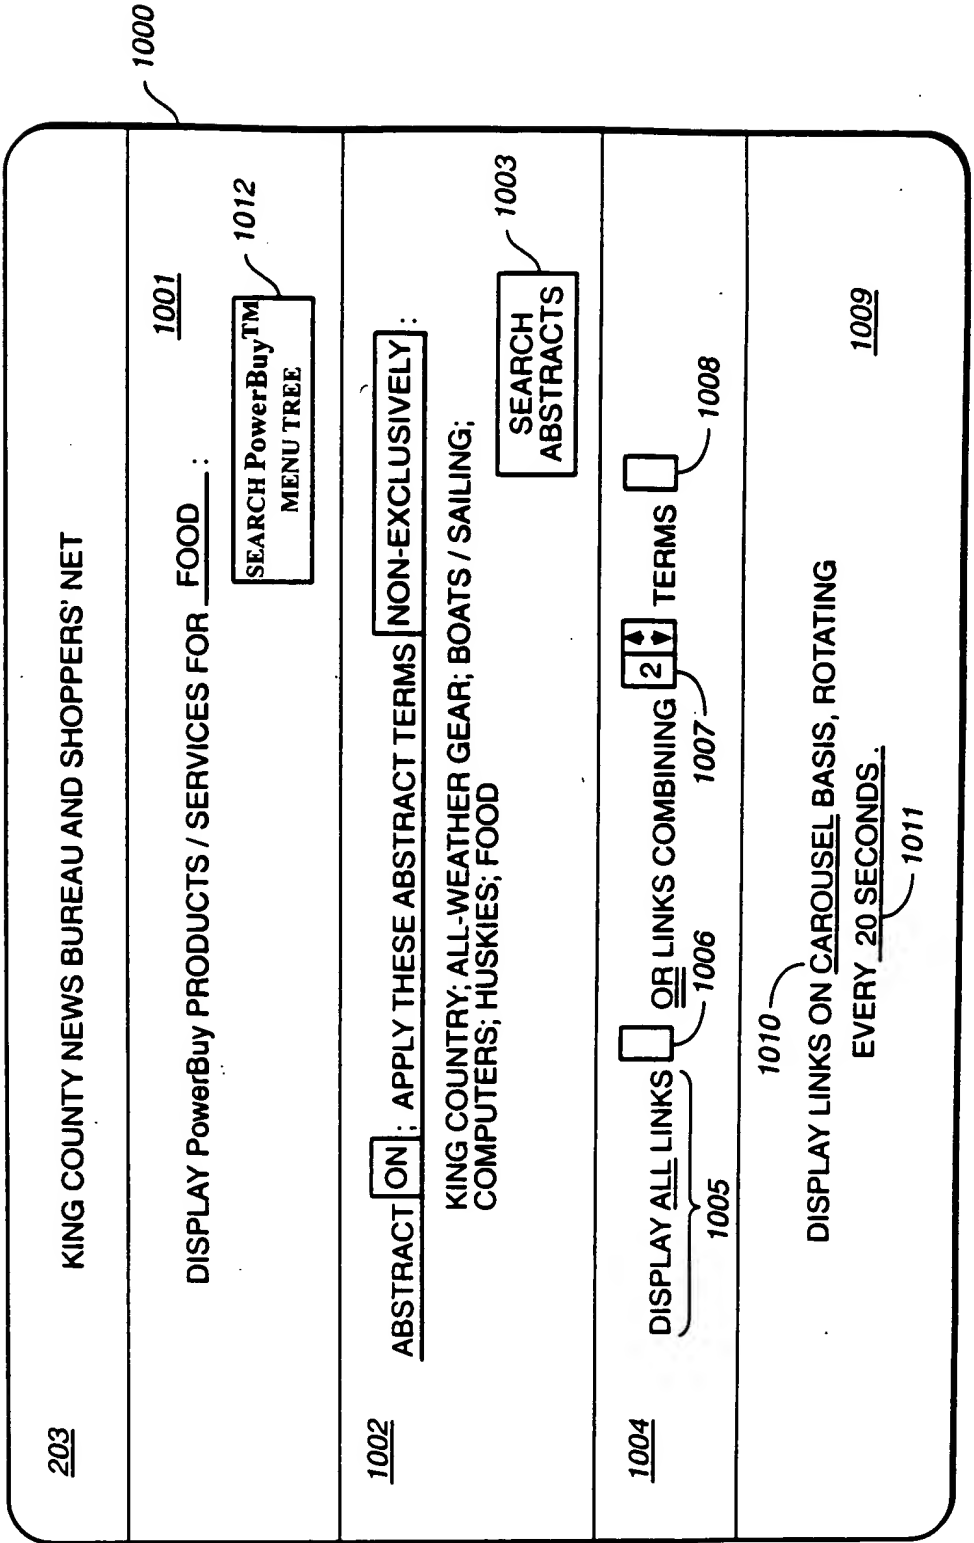 1000
203
KING COUNTY NEWS BUREAU AND SHOPPERS' NET
1001
DISPLAY PowerBuy PRODUCTS / SERVICES FOR FOOD :
SEARCH PowerBuy™
MENU TREE
1012
1002
ABSTRACT ON : APPLY THESE ABSTRACT TERMS NON-EXCLUSIVELY :
KING COUNTRY; ALL-WEATHER GEAR; BOATS / SAILING;
COMPUTERS; HUSKIES; FOOD
SEARCH
ABSTRACTS
1003
1004
DISPLAY ALL LINKS OR LINKS COMBINING 2 TERMS
1005
1006
1007
1008
1009
1010
DISPLAY LINKS ON CAROUSEL BASIS, ROTATING
EVERY 20 SECONDS.
1011